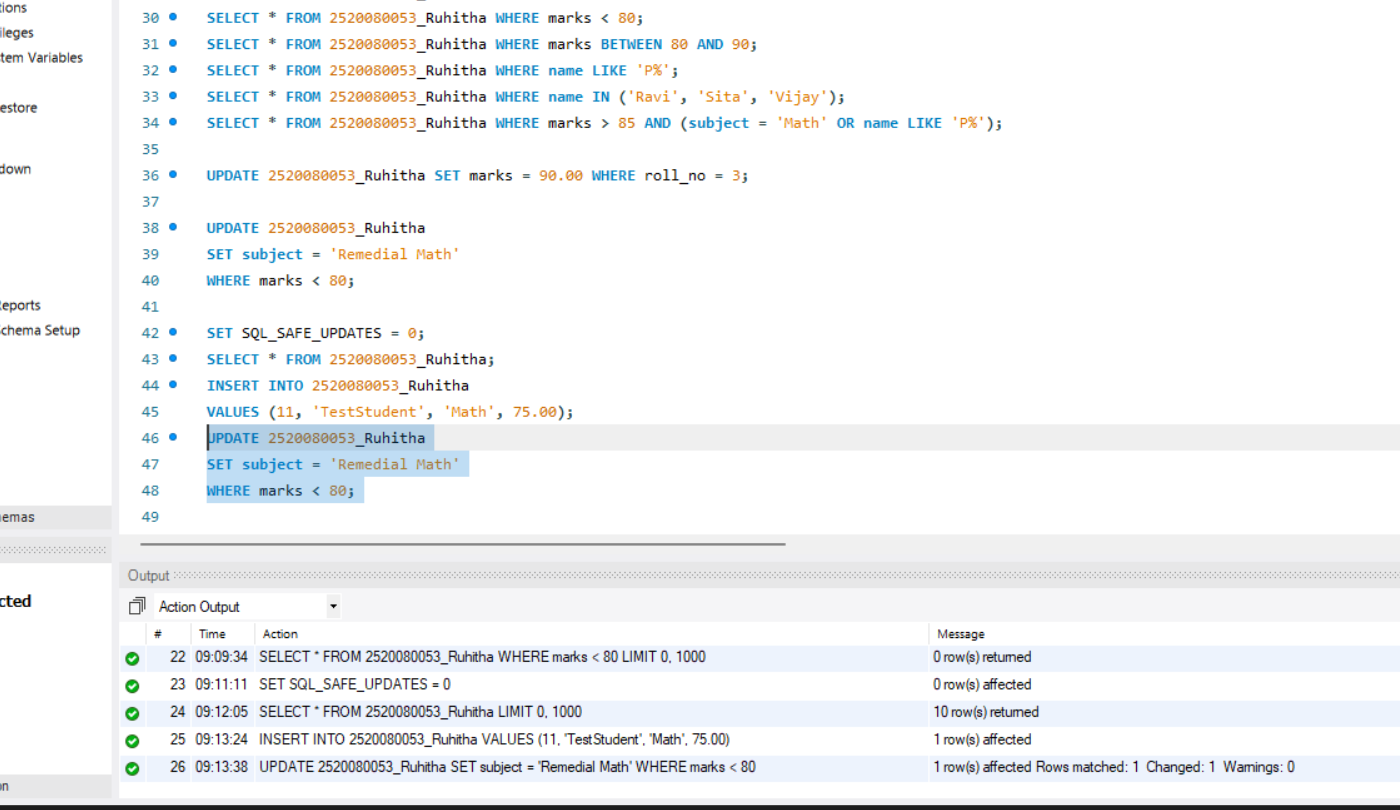 ions
ileges
tem Variables
estore
down
Reports
chema Setup
emas
cted
on
30 SELECT * FROM 2520080053_Ruhitha WHERE marks < 80;
31 SELECT * FROM 2520080053_Ruhitha WHERE marks BETWEEN 80 AND 90;
32 SELECT * FROM 2520080053_Ruhitha WHERE name LIKE 'P%';
33 SELECT * FROM 2520080053_Ruhitha WHERE name IN ('Ravi', 'Sita', 'Vijay');
34 SELECT * FROM 2520080053_Ruhitha WHERE marks > 85 AND (subject = 'Math' OR name LIKE 'P%');
35
36 UPDATE 2520080053_Ruhitha SET marks = 90.00 WHERE roll_no = 3;
37
38 UPDATE 2520080053_Ruhitha
39 SET subject = 'Remedial Math'
40 WHERE marks < 80;
41
42 SET SQL_SAFE_UPDATES = 0;
43 SELECT * FROM 2520080053_Ruhitha;
44 INSERT INTO 2520080053_Ruhitha
45 VALUES (11, 'TestStudent', 'Math', 75.00);
46 UPDATE 2520080053_Ruhitha
47 SET subject = 'Remedial Math'
48 WHERE marks < 80;
49
Output
Action Output
# Time Action Message
22 09:09:34 SELECT * FROM 2520080053_Ruhitha WHERE marks < 80 LIMIT 0, 1000 0 row(s) returned
23 09:11:11 SET SQL_SAFE_UPDATES = 0 0 row(s) affected
24 09:12:05 SELECT * FROM 2520080053_Ruhitha LIMIT 0, 1000 10 row(s) returned
25 09:13:24 INSERT INTO 2520080053_Ruhitha VALUES (11, 'TestStudent', 'Math', 75.00) 1 row(s) affected
26 09:13:38 UPDATE 2520080053_Ruhitha SET subject = 'Remedial Math' WHERE marks < 80 1 row(s) affected Rows matched: 1 Changed: 1 Warnings: 0